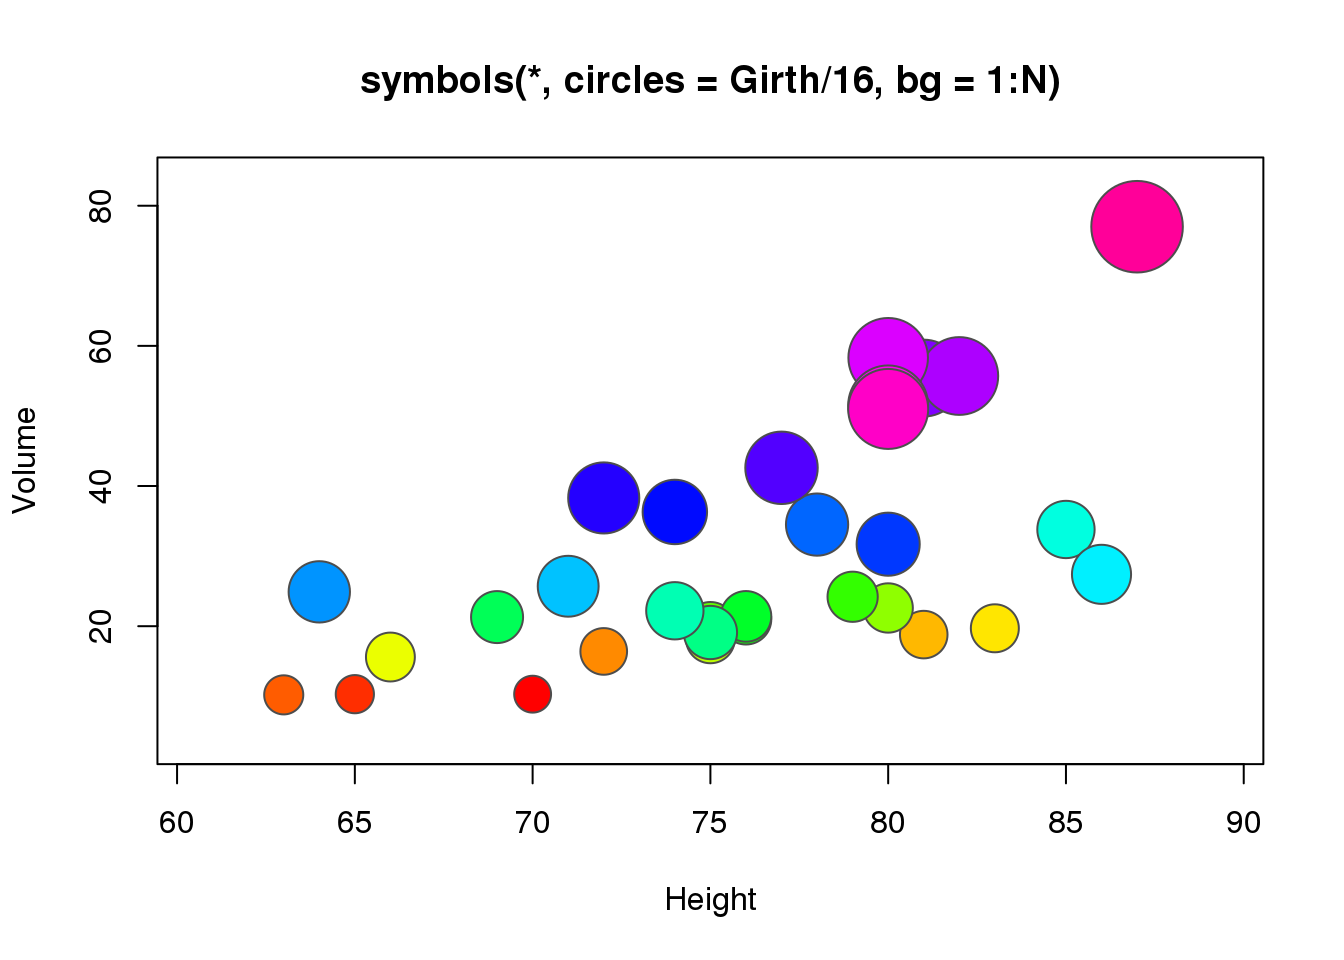 symbols(*, circles = Girth/16, bg = 1:N)
80
60
40
20
Volume
60 65 70 75 80 85 90
Height